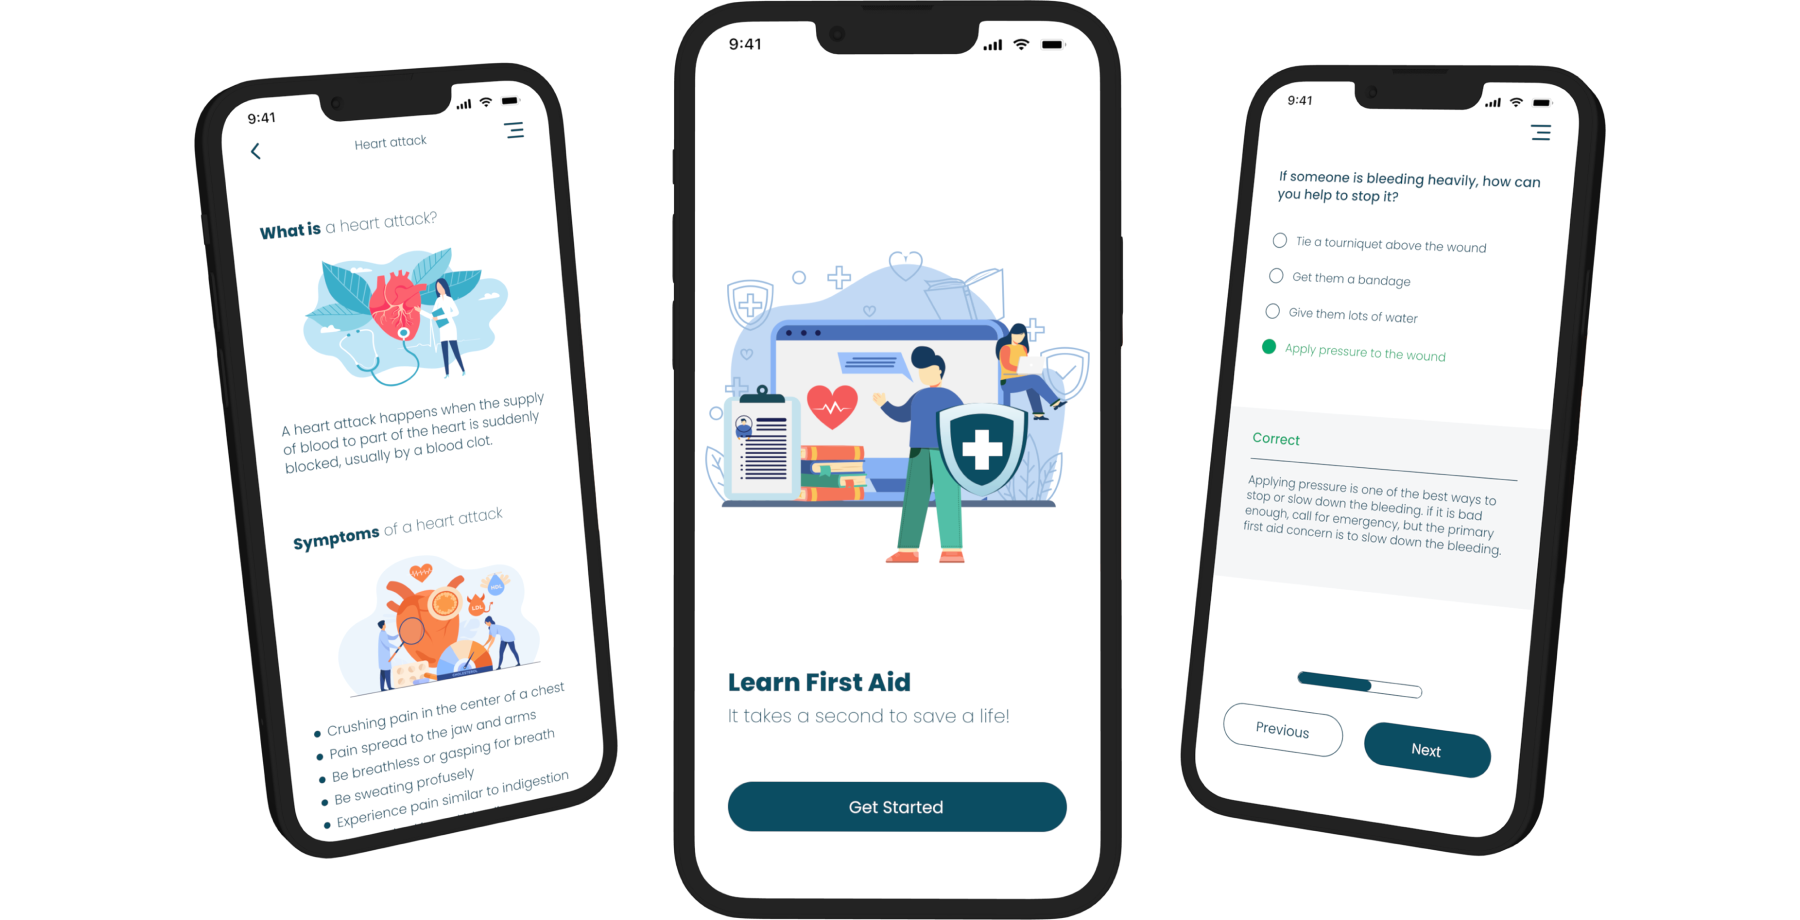 9:41
Heart attack
What is a heart attack?
A heart attack happens when the supply
of blood to part of the heart is suddenly
blocked, usually by a blood clot.
Symptoms of a heart attack
HDL
LDL
Crushing pain in the center of a chest
Pain spread to the jaw and arms
Be breathless or gasping for breath
Be sweating profusely
Experience pain similar to indigestion
9:41
Learn First Aid
It takes a second to save a life!
Get Started
9:41
If someone is bleeding heavily, how can
you help to stop it?
Tie a tourniquet above the wound
Get them a bandage
Give them lots of water
Apply pressure to the wound
Correct
Applying pressure is one of the best ways to
stop or slow down the bleeding. if it is bad
enough, call for emergency, but the primary
first aid concern is to slow down the bleeding.
Previous
Next